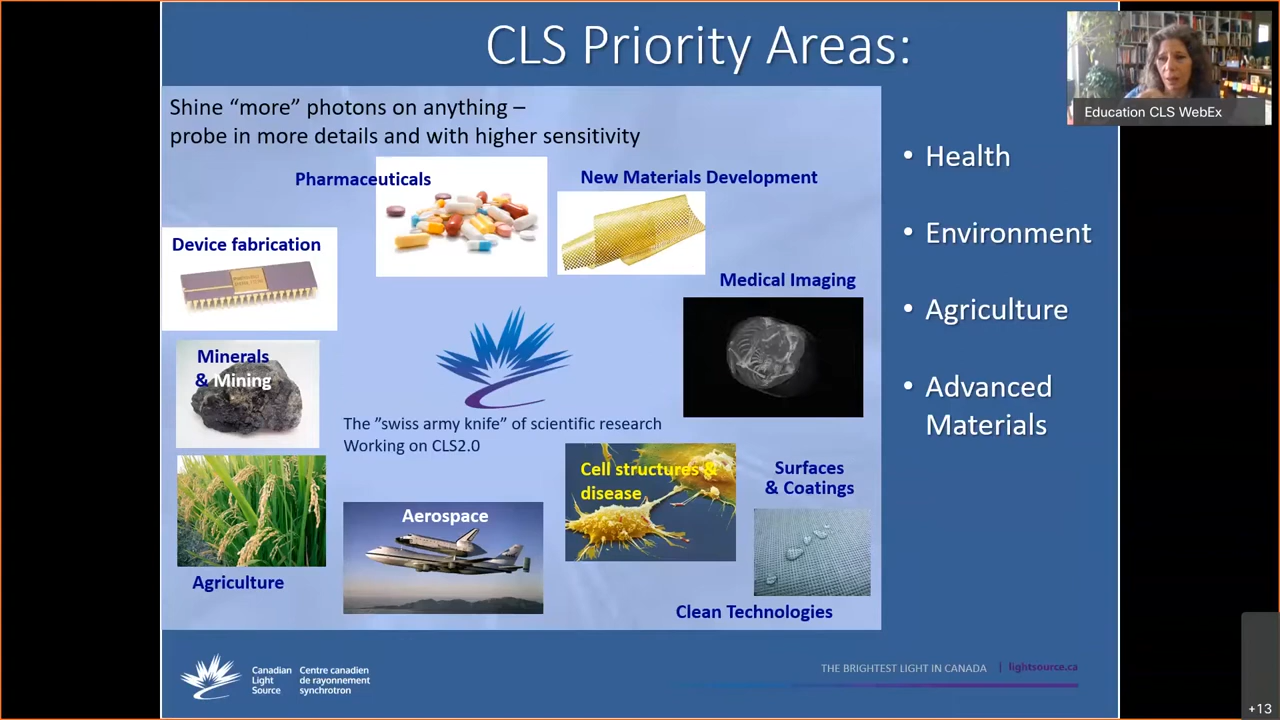 CLS Priority Areas:
Education CLS WebEx
Shine “more” photons on anything –
probe in more details and with higher sensitivity
Pharmaceuticals
New Materials Development
Device fabrication
Medical Imaging
Minerals
& Mining
The ”swiss army knife” of scientific research
Working on CLS2.0
Cell structures &
disease
Surfaces
& Coatings
Aerospace
Agriculture
Clean Technologies
• Health
• Environment
• Agriculture
• Advanced
Materials
Canadian
Light
Source
Centre canadien
de rayonnement
synchrotron
THE BRIGHTEST LIGHT IN CANADA | lightsource.ca
+13